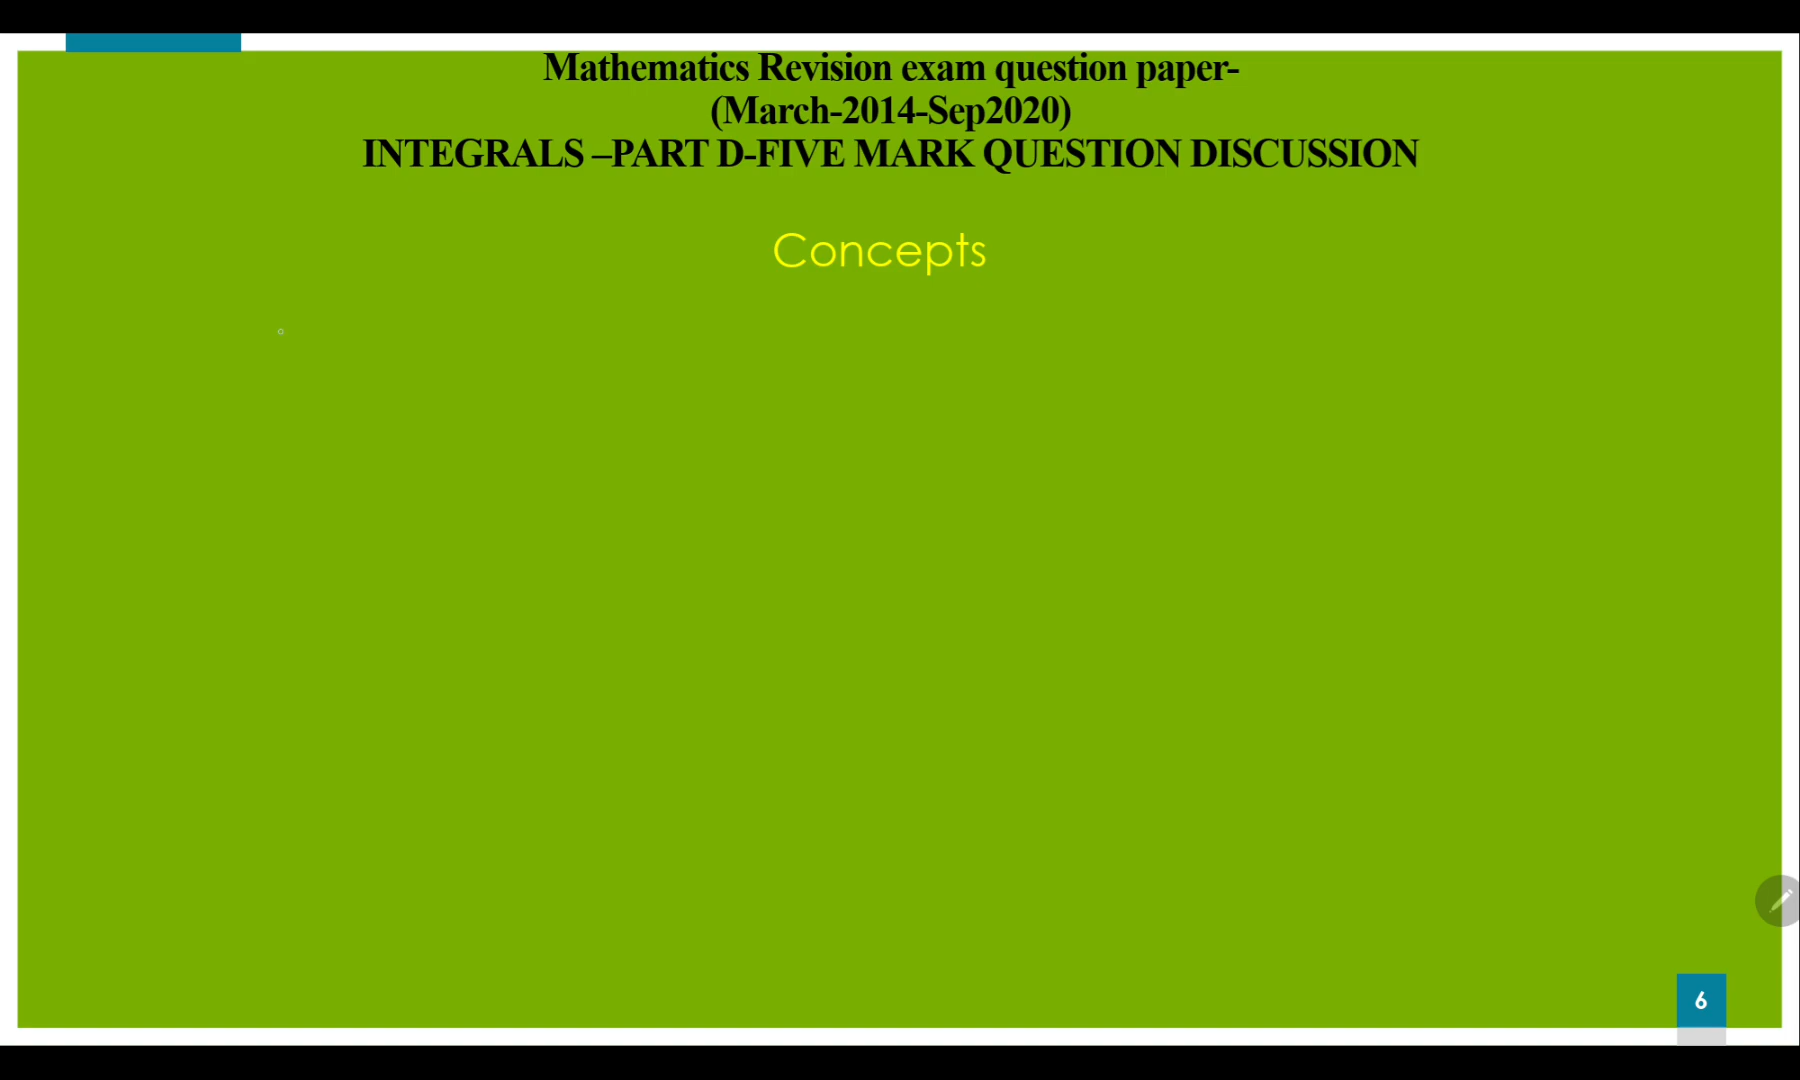 Mathematics Revision exam question paper-
(March-2014-Sep2020)
INTEGRALS –PART D-FIVE MARK QUESTION DISCUSSION
Concepts
6